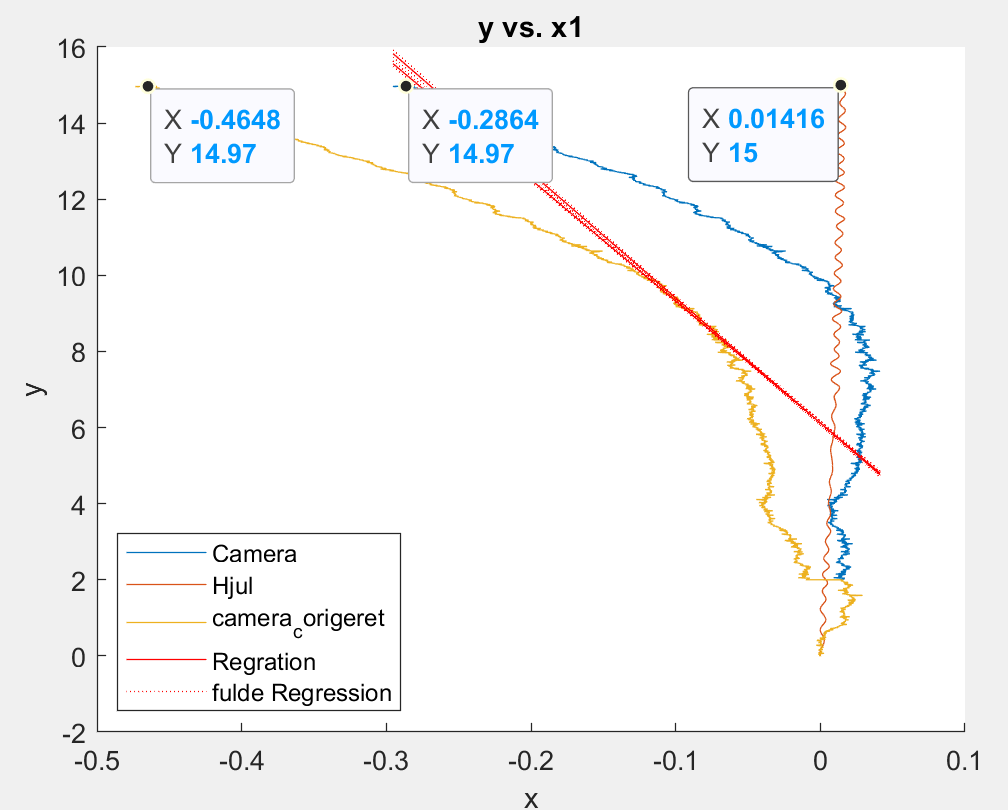 y vs. x1
16
14
12
10
8
6
4
2
0
-2
y
X -0.4648
Y 14.97
X -0.2864
Y 14.97
X 0.01416
Y 15
Camera
Hjul
camera_corigeret
Regration
fulde Regression
-0.5 -0.4 -0.3 -0.2 -0.1 0 0.1
x